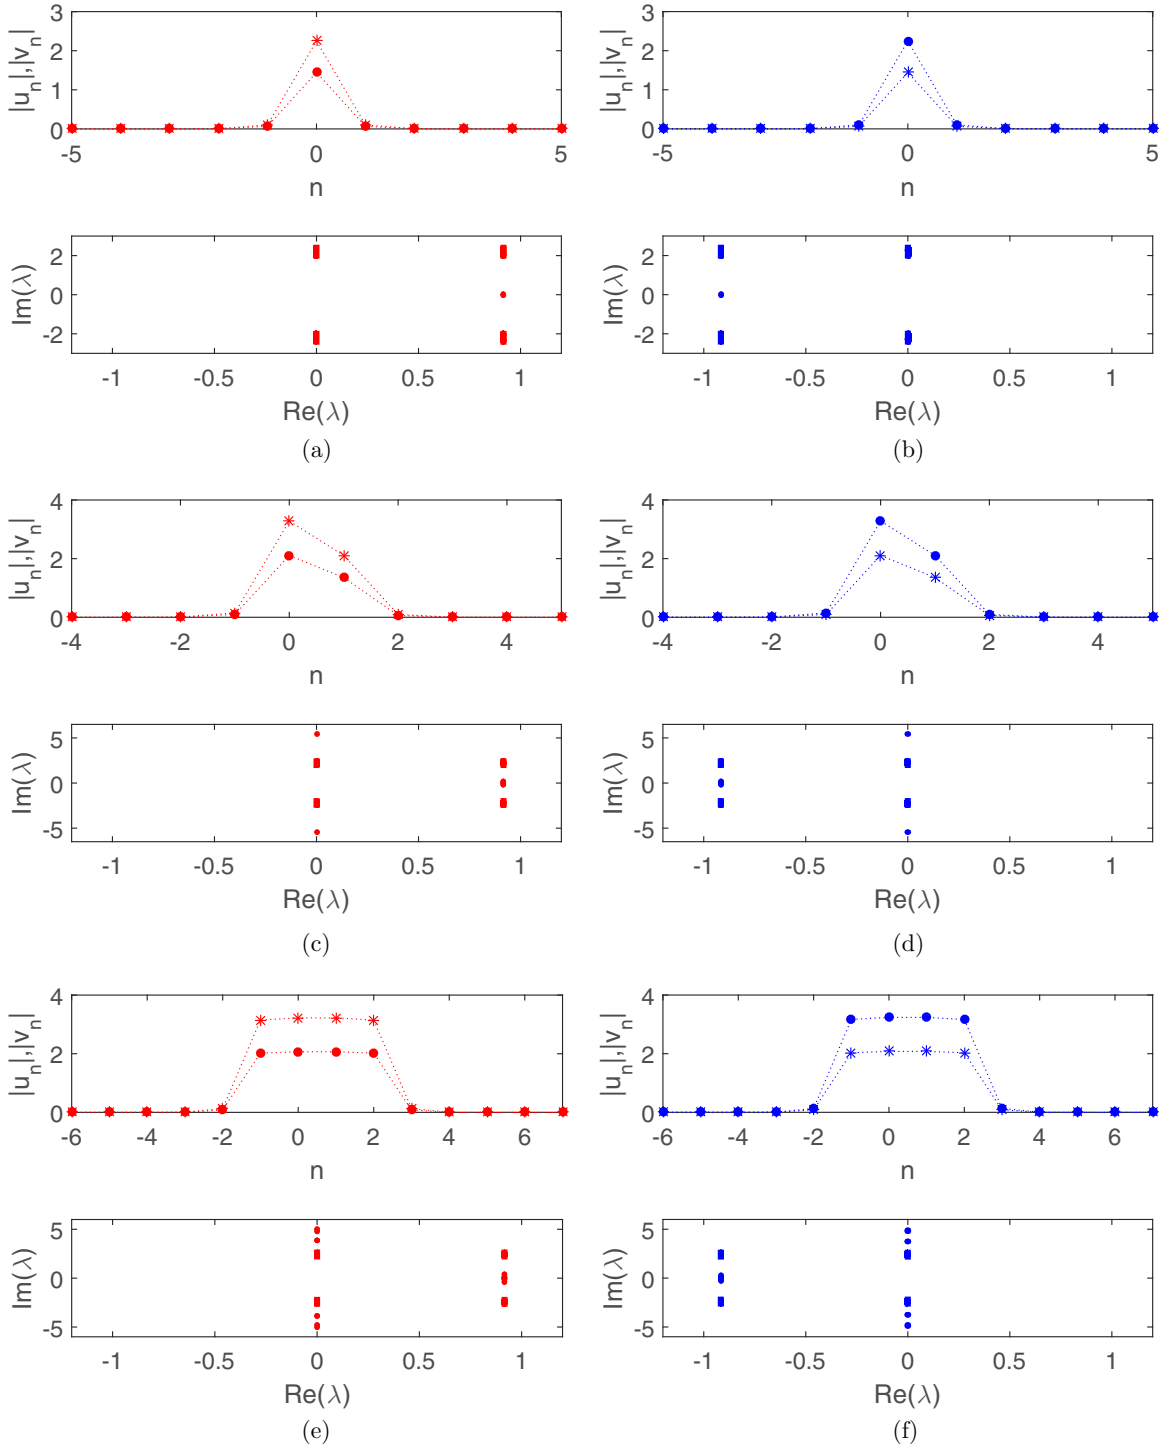 |u_n|,|v_n|
3
2
1
0
-5 0 5
n
|u_n|,|v_n|
3
2
1
0
-5 0 5
n
Im(λ)
2
0
-2
-1 -0.5 0 0.5 1
Re(λ)
(a)
Im(λ)
2
0
-2
-1 -0.5 0 0.5 1
Re(λ)
(b)
|u_n|,|v_n|
4
2
0
-4 -2 0 2 4
n
|u_n|,|v_n|
4
2
0
-4 -2 0 2 4
n
Im(λ)
5
0
-5
-1 -0.5 0 0.5 1
Re(λ)
(c)
Im(λ)
5
0
-5
-1 -0.5 0 0.5 1
Re(λ)
(d)
|u_n|,|v_n|
4
2
0
-6 -4 -2 0 2 4 6
n
|u_n|,|v_n|
4
2
0
-6 -4 -2 0 2 4 6
n
Im(λ)
5
0
-5
-1 -0.5 0 0.5 1
Re(λ)
(e)
Im(λ)
5
0
-5
-1 -0.5 0 0.5 1
Re(λ)
(f)